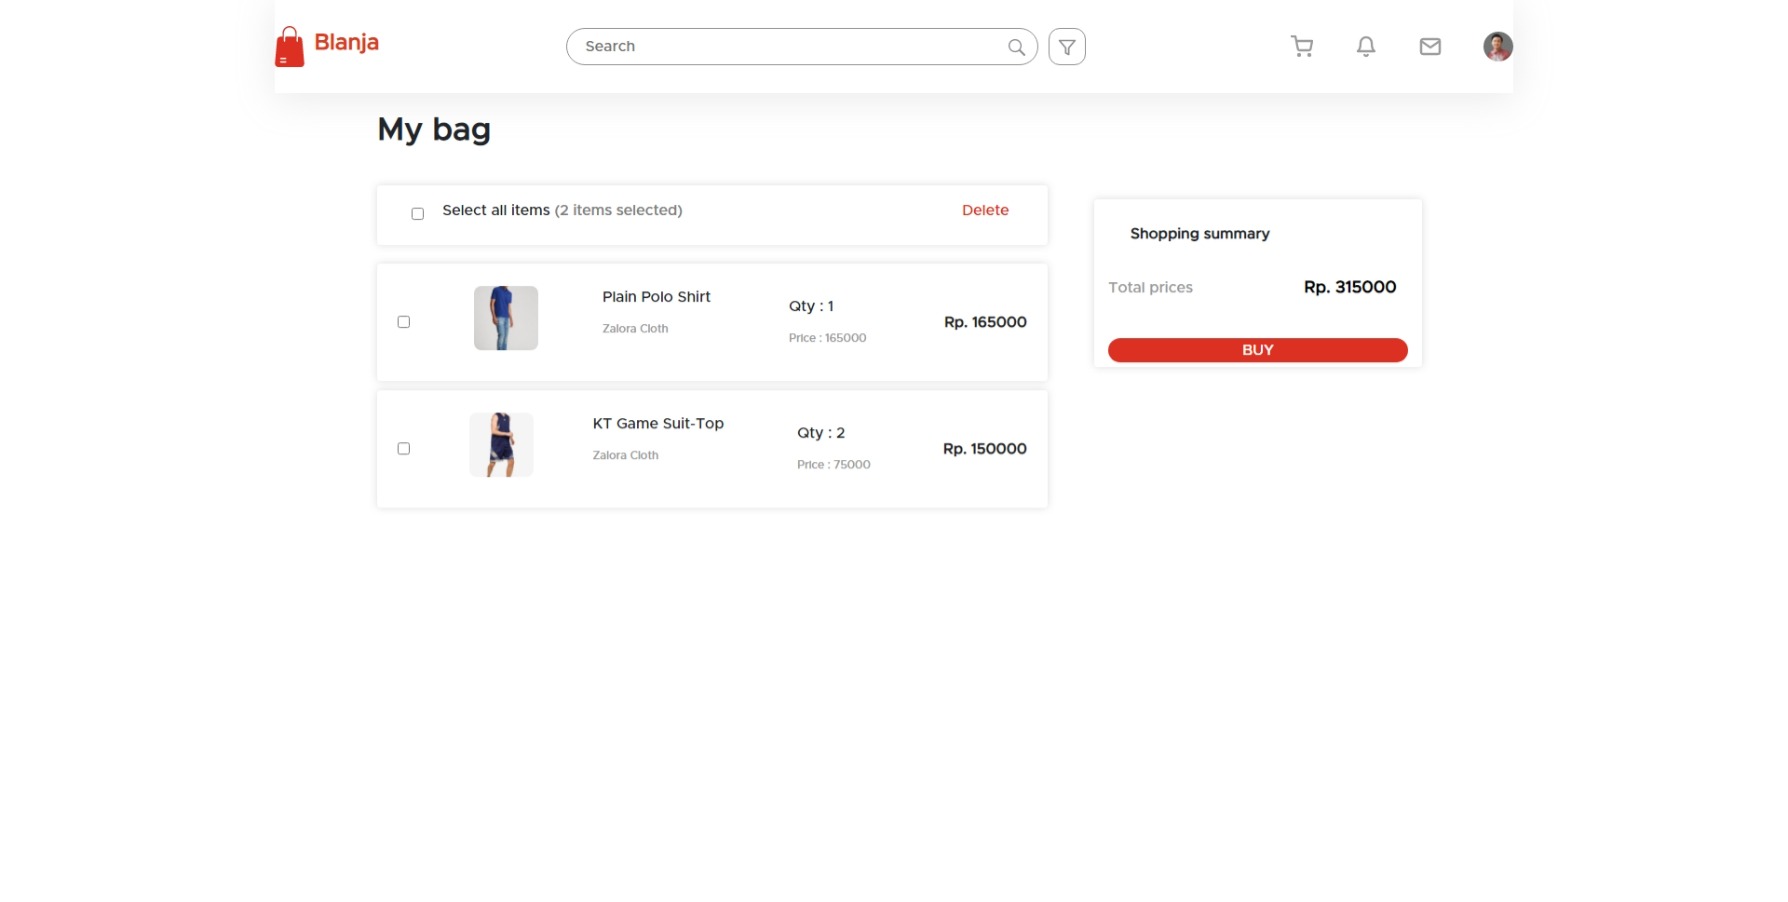 Blanja
Search
My bag
Select all items (2 items selected)
Delete
Plain Polo Shirt
Zalora Cloth
Qty : 1
Price : 165000
Rp. 165000
KT Game Suit-Top
Zalora Cloth
Qty : 2
Price : 75000
Rp. 150000
Shopping summary
Total prices
Rp. 315000
BUY